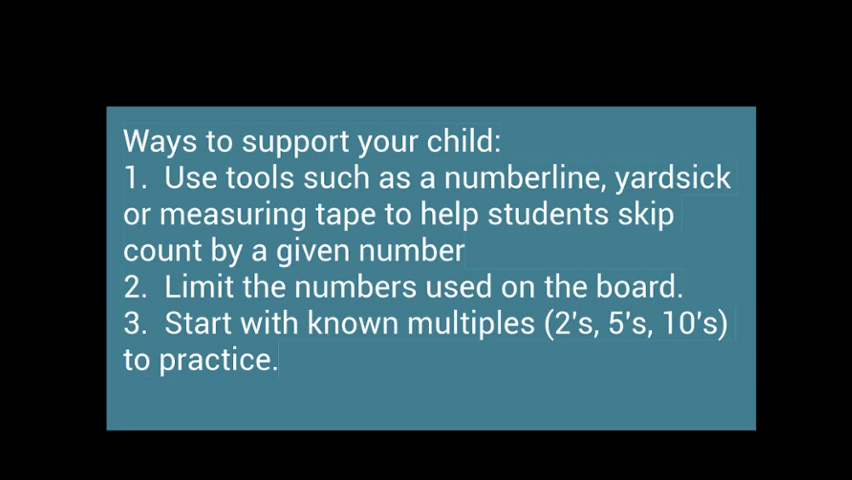 Ways to support your child:
1.  Use tools such as a numberline, yardsick
or measuring tape to help students skip
count by a given number
2.  Limit the numbers used on the board.
3.  Start with known multiples (2's, 5's, 10's)
to practice.